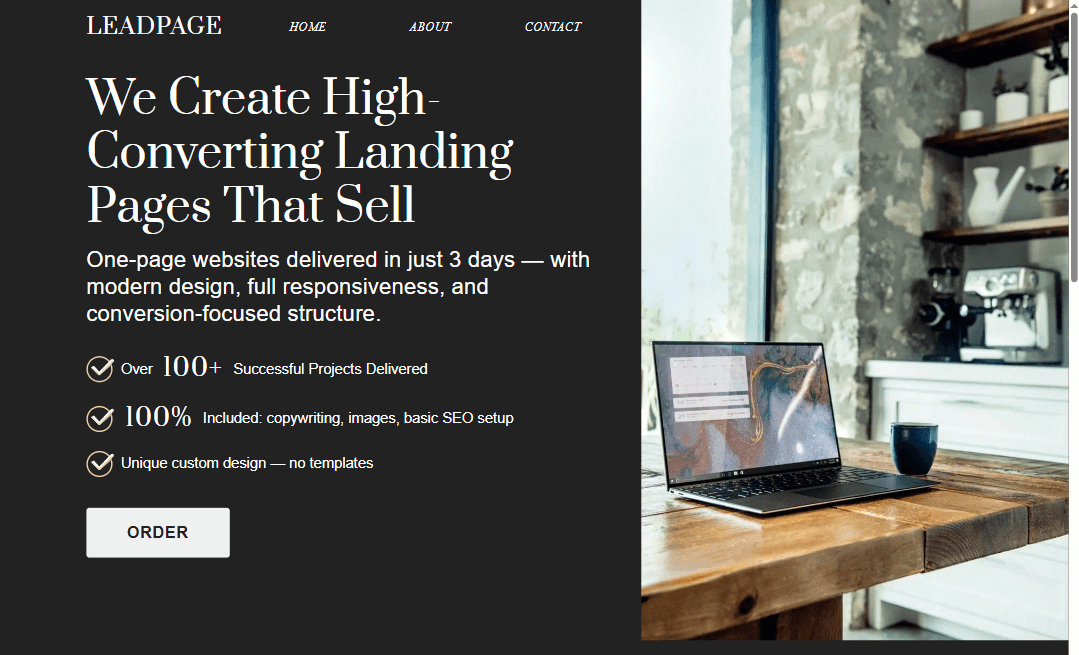 LEADPAGE HOME ABOUT CONTACT
We Create High-
Converting Landing
Pages That Sell
One-page websites delivered in just 3 days — with
modern design, full responsiveness, and
conversion-focused structure.
Over 100+ Successful Projects Delivered
100% Included: copywriting, images, basic SEO setup
Unique custom design — no templates
ORDER